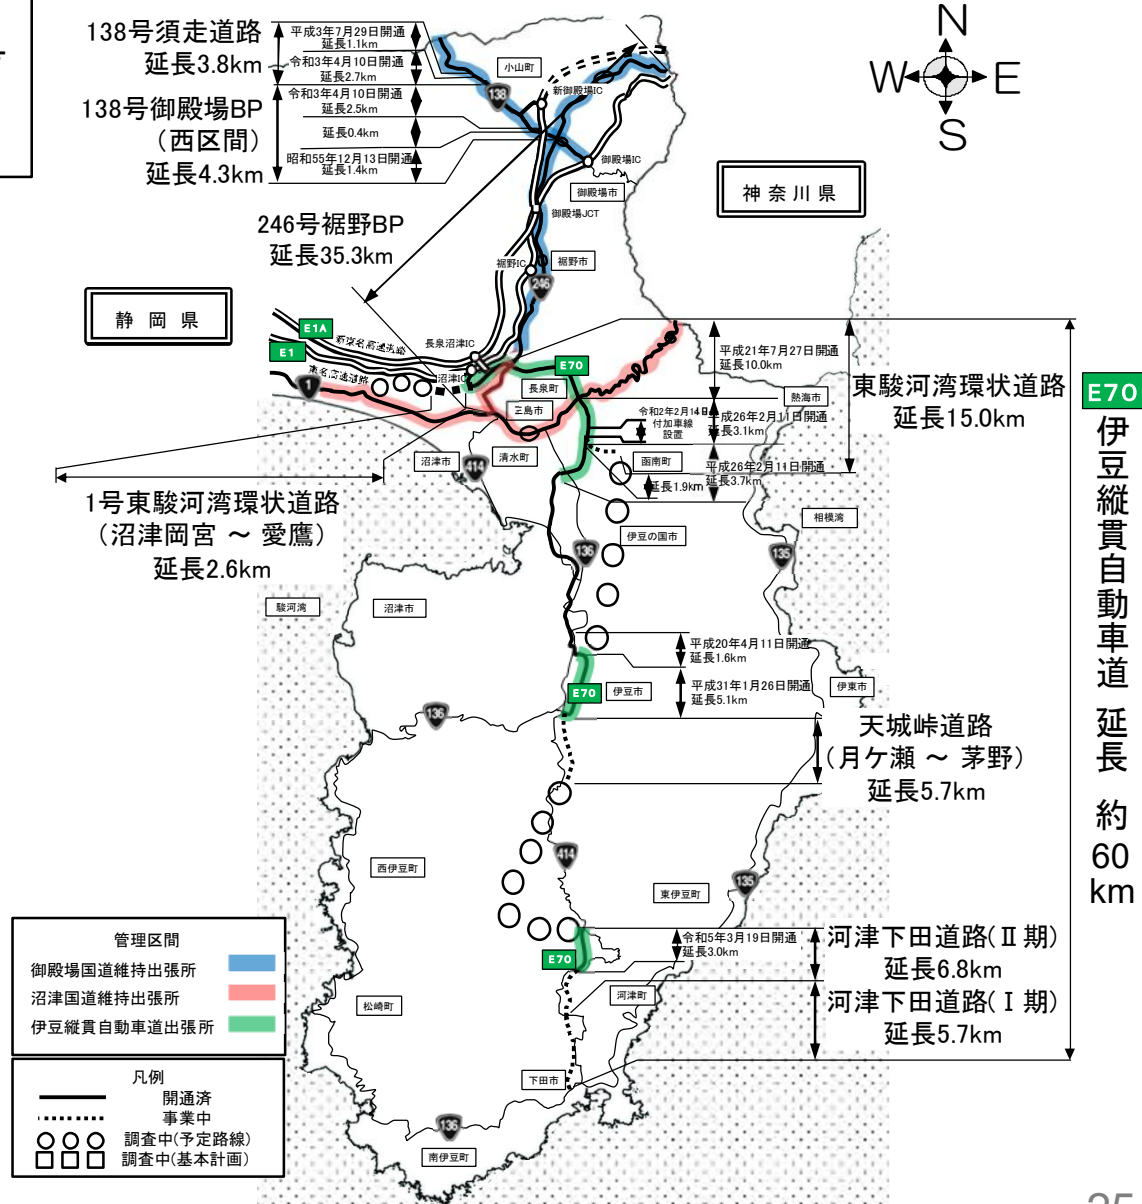 138号須走道路
延長3.8km
平成3年7月29日開通
延長1.1km
令和3年4月10日開通
延長2.7km
138号御殿場BP
(西区間)
延長4.3km
令和3年4月10日開通
延長2.5km
延長0.4km
昭和55年12月13日開通
延長1.4km
N
W
E
S
小山町
138
新御殿場IC
御殿場IC
御殿場市
御殿場JCT
神奈川県
246号裾野BP
延長35.3km
裾野IC
裾野市
246
静岡県
E1A
新東名高速道路
E1
東名高速道路
1
長泉沼津IC
沼津IC
E70
長泉町
三島市
清水町
沼津市
414
平成21年7月27日開通
延長10.0km
熱海市
令和2年2月14日
付加車線
設置
平成26年2月11日開通
延長3.1km
函南町
平成26年2月11日開通
延長3.7km
延長1.9km
東駿河湾環状道路
延長15.0km
E70
伊豆縦貫自動車道 延長 約60km
1号東駿河湾環状道路
(沼津岡宮 ～ 愛鷹)
延長2.6km
相模湾
伊豆の国市
136
135
駿河湾
沼津市
平成20年4月11日開通
延長1.6km
平成31年1月26日開通
延長5.1km
E70
伊豆市
伊東市
136
天城峠道路
(月ケ瀬 ～ 茅野)
延長5.7km
414
西伊豆町
東伊豆町
135
令和5年3月19日開通
延長3.0km
E70
河津下田道路(Ⅱ期)
延長6.8km
河津下田道路(Ⅰ期)
延長5.7km
河津町
松崎町
下田市
136
南伊豆町
管理区間
御殿場国道維持出張所
沼津国道維持出張所
伊豆縦貫自動車道出張所
凡例
開通済
事業中
調査中(予定路線)
調査中(基本計画)